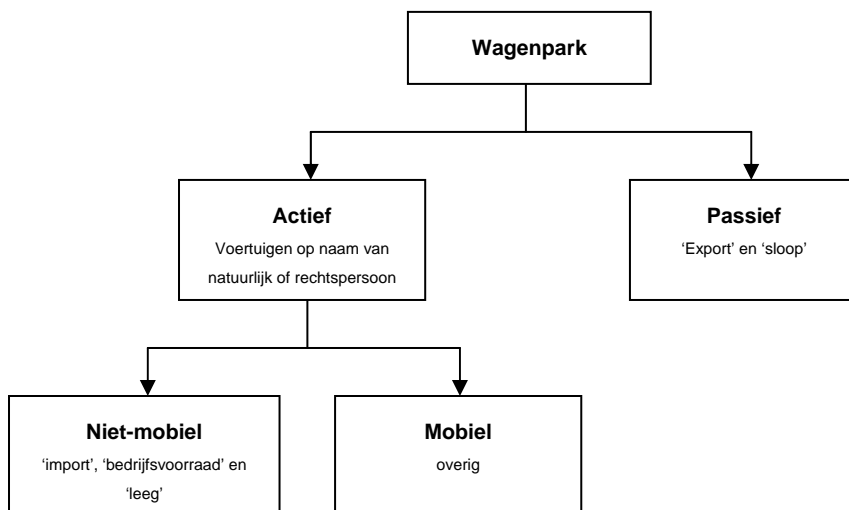 Wagenpark
Actief
Voertuigen op naam van
natuurlijk of rechtspersoon
Passief
‘Export’ en ‘sloop’
Niet-mobiel
‘import’, ‘bedrijfsvoorraad’ en
‘leeg’
Mobiel
overig